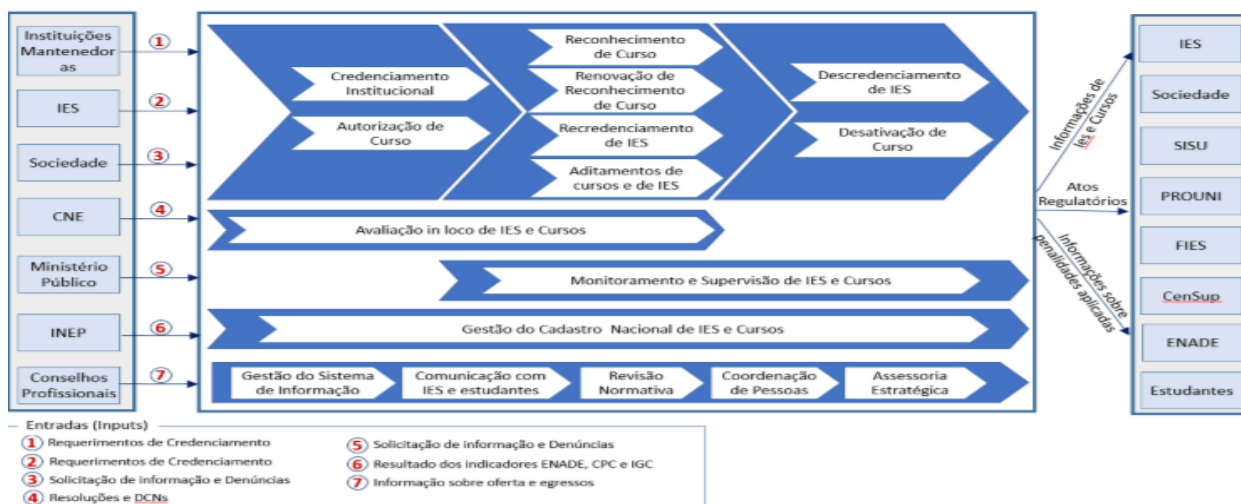 Instituições
Mantenedor
as
IES
Sociedade
CNE
Ministério
Público
INEP
Conselhos
Profissionais
1
2
3
4
5
6
7
Credenciamento
Institucional
Autorização de
Curso
Reconhecimento
de Curso
Renovação de
Reconhecimento
de Curso
Recredenciamento
de IES
Aditamentos de
cursos e de IES
Descredenciamento
de IES
Desativação de
Curso
Avaliação in loco de IES e Cursos
Monitoramento e Supervisão de IES e Cursos
Gestão do Cadastro Nacional de IES e Cursos
Gestão do Sistema
de Informação
Comunicação com
IES e estudantes
Revisão
Normativa
Coordenação
de Pessoas
Assessoria
Estratégica
Informações de
Ies e Cursos
Atos
Regulatórios
Informações sobre
penalidades aplicadas
IES
Sociedade
SISU
PROUNI
FIES
CenSup
ENADE
Estudantes
Entradas (Inputs)
1 Requerimentos de Credenciamento
2 Requerimentos de Credenciamento
3 Solicitação de informação e Denúncias
4 Resoluções e DCNs
5 Solicitação de informação e Denúncias
6 Resultado dos indicadores ENADE, CPC e IGC
7 Informação sobre oferta e egressos